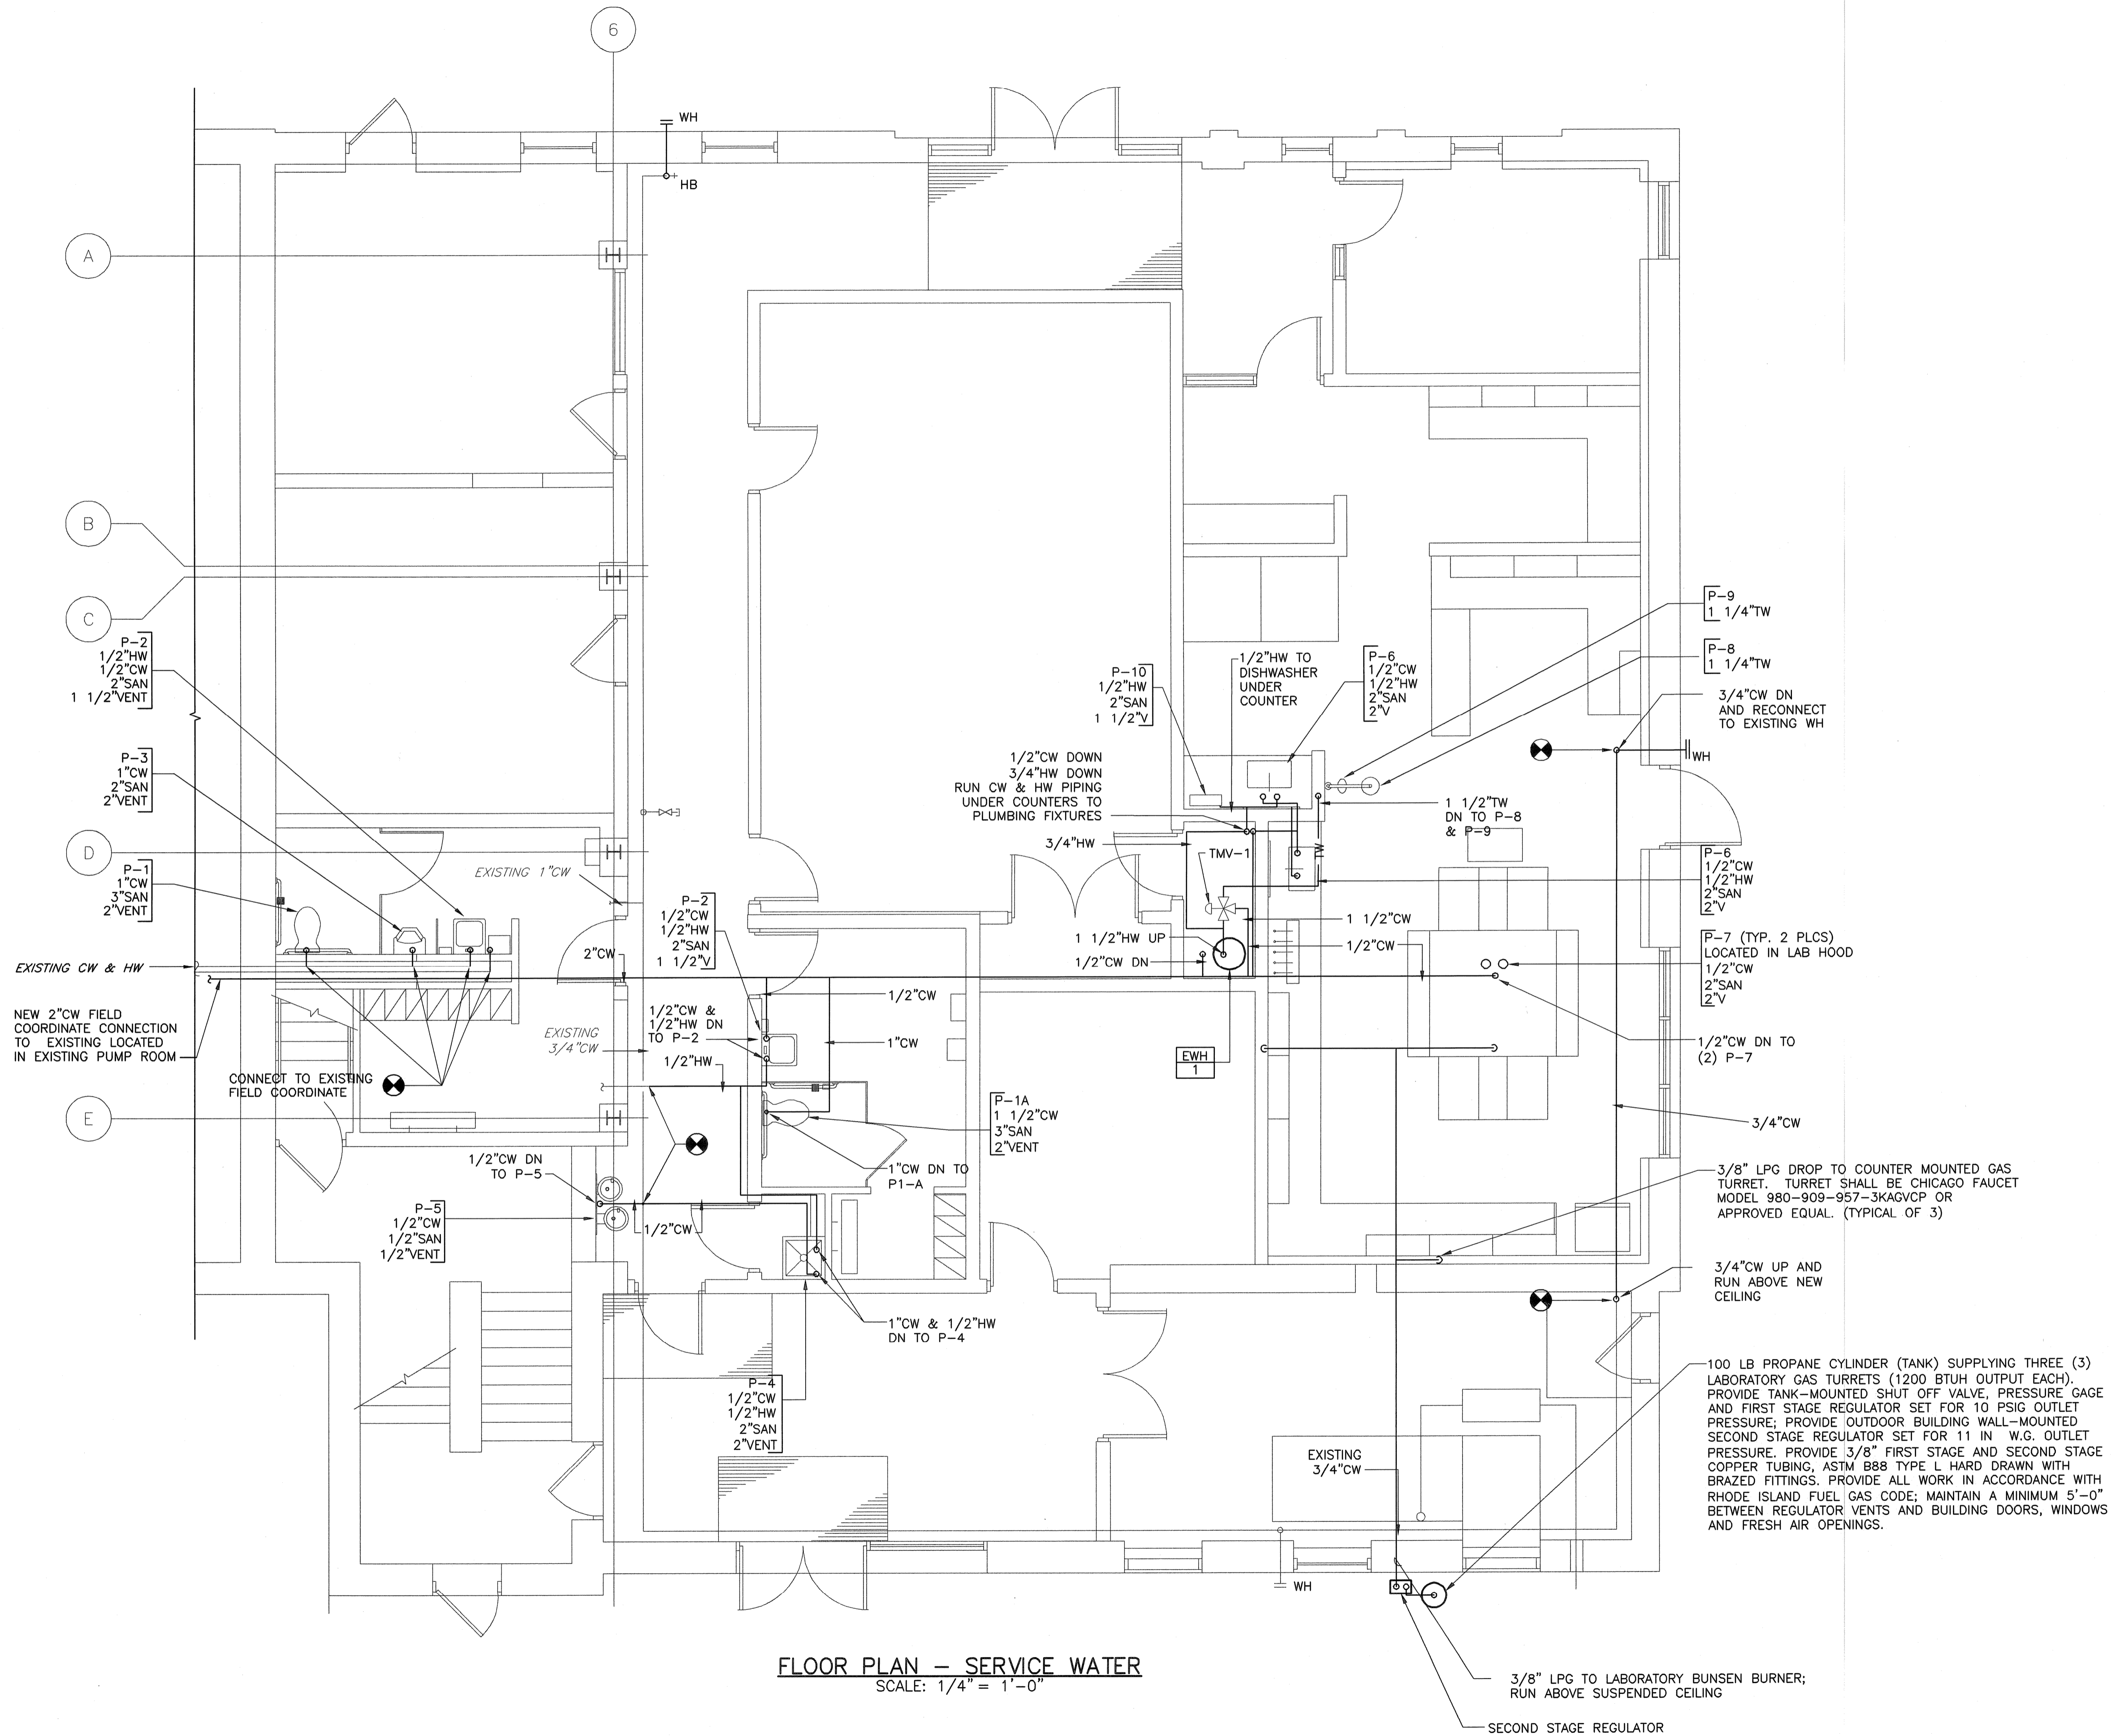 6
WH
HB
A
B
C
P-2
1/2"HW
1/2"CW
2"SAN
1 1/2"VENT
P-3
1"CW
2"SAN
2"VENT
D
P-1
1"CW
3"SAN
2"VENT
EXISTING CW & HW
NEW 2"CW FIELD
COORDINATE CONNECTION
TO EXISTING LOCATED
IN EXISTING PUMP ROOM
CONNECT TO EXISTING
FIELD COORDINATE
E
EXISTING 1"CW
2"CW
P-2
1/2"CW
1/2"HW
2"SAN
1 1/2"V
EXISTING
3/4"CW
1/2"CW &
1/2"HW DN
TO P-2
1/2"HW
1/2"CW
1"CW
P-1A
1 1/2"CW
3"SAN
2"VENT
1"CW DN TO
P1-A
1/2"CW DN
TO P-5
P-5
1/2"CW
1/2"SAN
1/2"VENT
1/2"CW
1"CW & 1/2"HW
DN TO P-4
P-4
1/2"CW
1/2"HW
2"SAN
2"VENT
P-10
1/2"HW
2"SAN
1 1/2"V
1/2"HW TO
DISHWASHER
UNDER
COUNTER
P-6
1/2"CW
1/2"HW
2"SAN
2"V
1/2"CW DOWN
3/4"HW DOWN
RUN CW & HW PIPING
UNDER COUNTERS TO
PLUMBING FIXTURES
3/4"HW
TMV-1
TW
1 1/2"HW UP
1/2"CW DN
1 1/2"CW
1/2"CW
EWH
1
1 1/2"TW
DN TO P-8
& P-9
P-9
1 1/4"TW
P-8
1 1/4"TW
3/4"CW DN
AND RECONNECT
TO EXISTING WH
WH
P-6
1/2"CW
1/2"HW
2"SAN
2"V
P-7 (TYP. 2 PLCS)
LOCATED IN LAB HOOD
1/2"CW
2"SAN
2"V
1/2"CW DN TO
(2) P-7
3/4"CW
3/8" LPG DROP TO COUNTER MOUNTED GAS
TURRET. TURRET SHALL BE CHICAGO FAUCET
MODEL 980-909-957-3KAGVCP OR
APPROVED EQUAL. (TYPICAL OF 3)
3/4"CW UP AND
RUN ABOVE NEW
CEILING
100 LB PROPANE CYLINDER (TANK) SUPPLYING THREE (3)
LABORATORY GAS TURRETS (1200 BTUH OUTPUT EACH).
PROVIDE TANK-MOUNTED SHUT OFF VALVE, PRESSURE GAGE
AND FIRST STAGE REGULATOR SET FOR 10 PSIG OUTLET
PRESSURE; PROVIDE OUTDOOR BUILDING WALL-MOUNTED
SECOND STAGE REGULATOR SET FOR 11 IN W.G. OUTLET
PRESSURE. PROVIDE 3/8" FIRST STAGE AND SECOND STAGE
COPPER TUBING, ASTM B88 TYPE L HARD DRAWN WITH
BRAZED FITTINGS. PROVIDE ALL WORK IN ACCORDANCE WITH
RHODE ISLAND FUEL GAS CODE; MAINTAIN A MINIMUM 5'-0"
BETWEEN REGULATOR VENTS AND BUILDING DOORS, WINDOWS
AND FRESH AIR OPENINGS.
EXISTING
3/4"CW
WH
FLOOR PLAN - SERVICE WATER
SCALE: 1/4" = 1'-0"
3/8" LPG TO LABORATORY BUNSEN BURNER;
RUN ABOVE SUSPENDED CEILING
SECOND STAGE REGULATOR